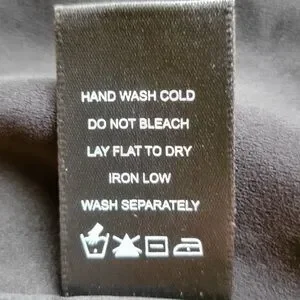 HAND WASH COLD
DO NOT BLEACH
LAY FLAT TO DRY
IRON LOW
WASH SEPARATELY